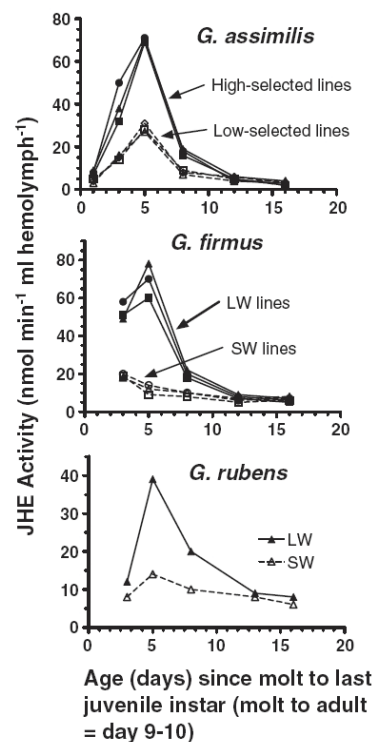 80
G. assimilis
60
High-selected lines
40
Low-selected lines
20
0
0 5 10 15 20
G. firmus
80
60
LW lines
40
SW lines
20
0
0 5 10 15 20
G. rubens
40
30
LW
20
SW
10
0
0 5 10 15 20
JHE Activity (nmol min⁻¹ ml hemolymph⁻¹)
Age (days) since molt to last
juvenile instar (molt to adult
= day 9-10)